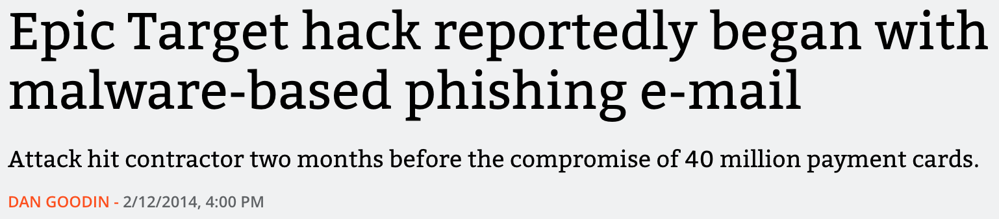 Epic Target hack reportedly began with
malware-based phishing e-mail
Attack hit contractor two months before the compromise of 40 million payment cards.
DAN GOODIN - 2/12/2014, 4:00 PM